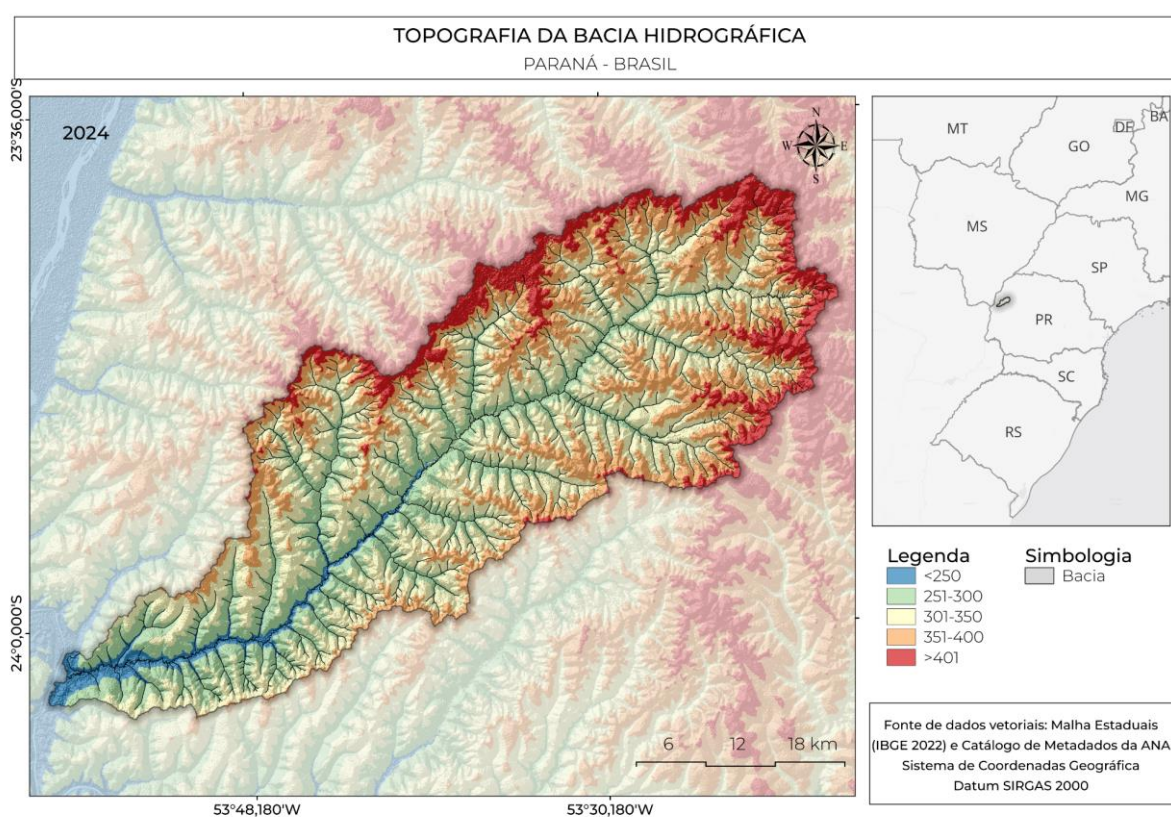 TOPOGRAFIA DA BACIA HIDROGRÁFICA
PARANÁ - BRASIL
23°36,000'S
24°0,000'S
2024
N
W E
S
6 12 18 km
53°48,180'W
53°30,180'W
MT
GO
DF
BA
MG
MS
SP
PR
SC
RS
Legenda
<250
251-300
301-350
351-400
>401
Simbologia
Bacia
Fonte de dados vetoriais: Malha Estaduais
(IBGE 2022) e Catálogo de Metadados da ANA
Sistema de Coordenadas Geográfica
Datum SIRGAS 2000